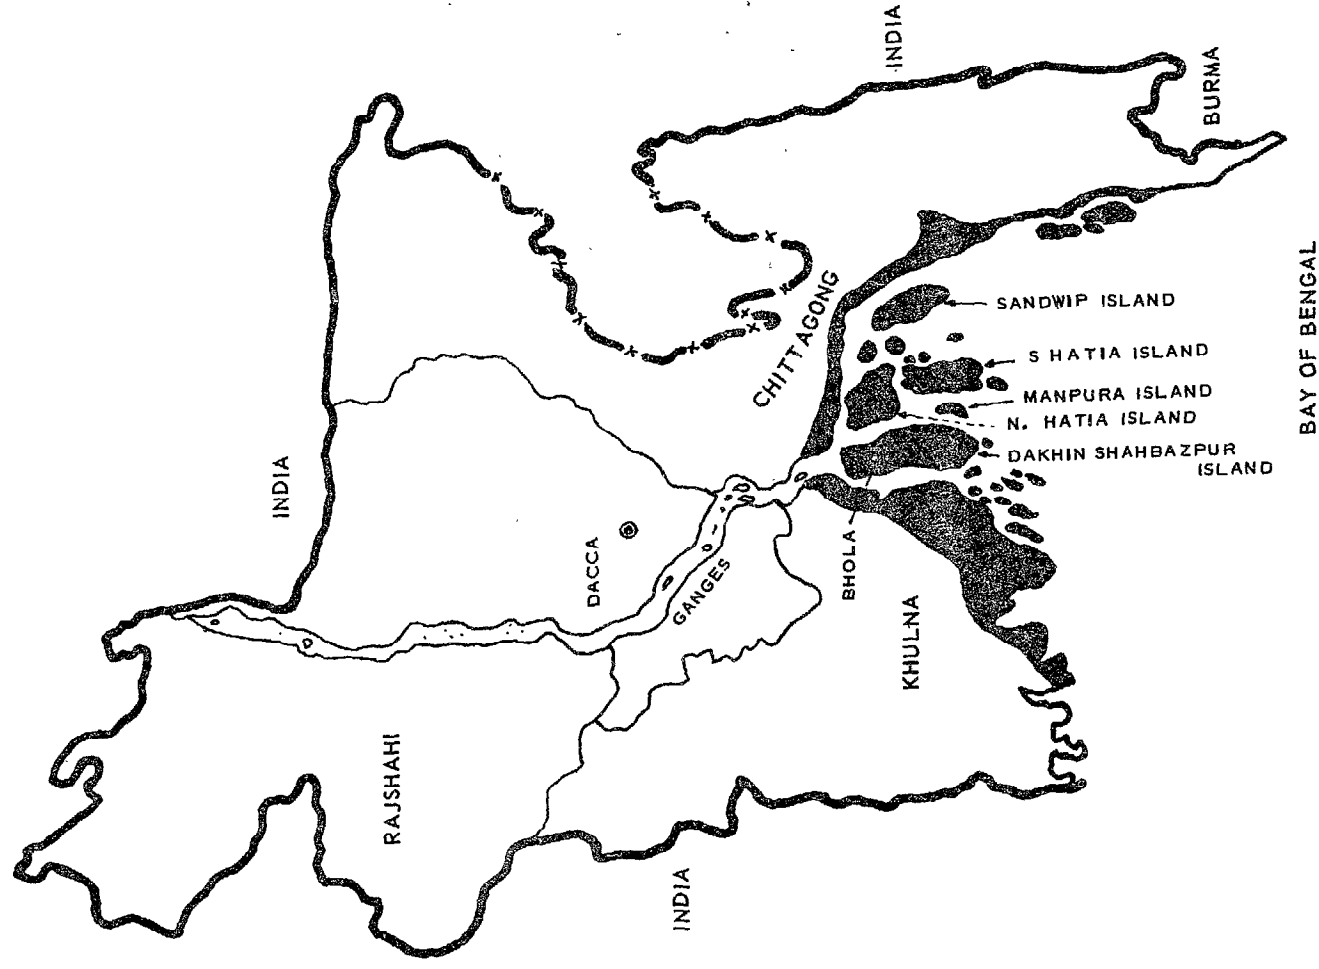 INDIA
BURMA
CHITTAGONG
SANDWIP ISLAND
S HATIA ISLAND
MANPURA ISLAND
N. HATIA ISLAND
DAKHIN SHAHBAZPUR
ISLAND
BAY OF BENGAL
INDIA
DACCA
GANGES
BHOLA
KHULNA
RAJSHAHI
INDIA